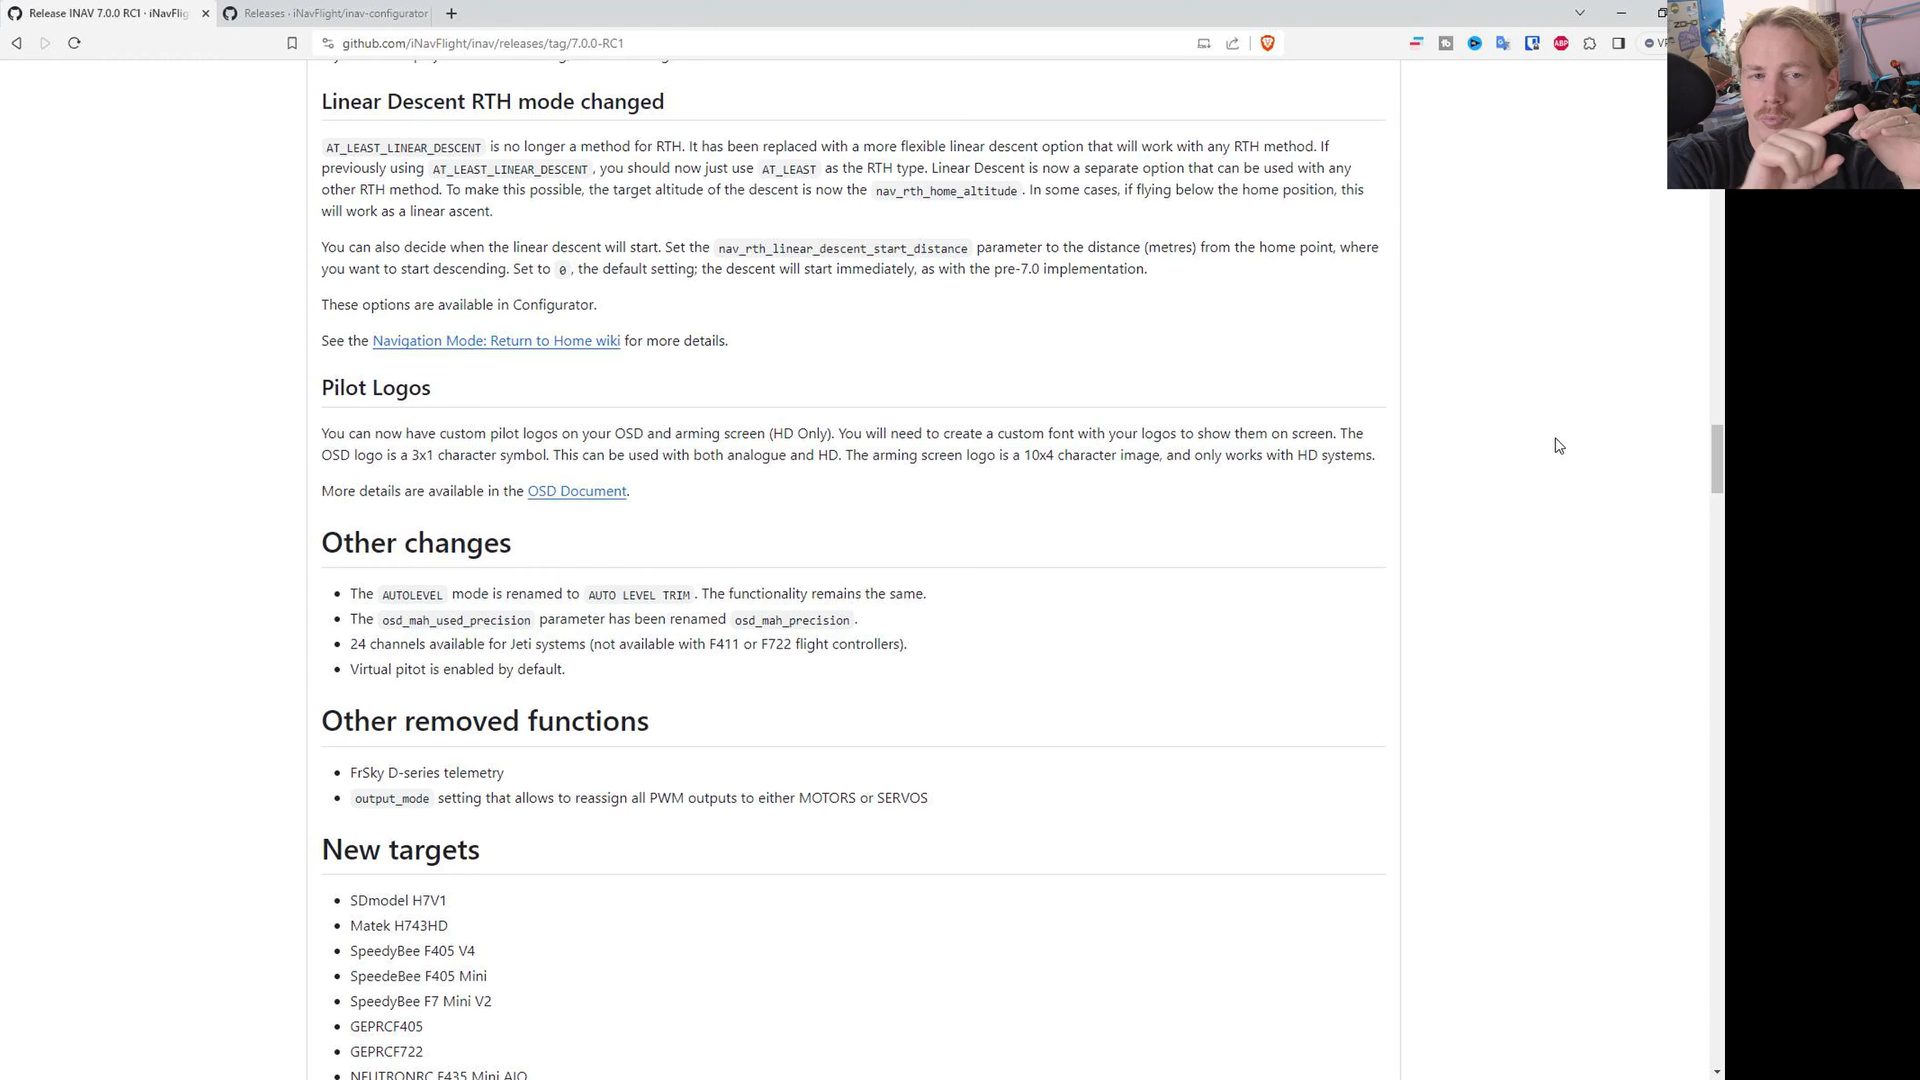 Release INAV 7.0.0 RC1 · iNavFlig
Releases · iNavFlight/inav-configurator
github.com/iNavFlight/inav/releases/tag/7.0.0-RC1
Linear Descent RTH mode changed
AT_LEAST_LINEAR_DESCENT is no longer a method for RTH. It has been replaced with a more flexible linear descent option that will work with any RTH method. If
previously using AT_LEAST_LINEAR_DESCENT , you should now just use AT_LEAST as the RTH type. Linear Descent is now a separate option that can be used with any
other RTH method. To make this possible, the target altitude of the descent is now the nav_rth_home_altitude . In some cases, if flying below the home position, this
will work as a linear ascent.
You can also decide when the linear descent will start. Set the nav_rth_linear_descent_start_distance parameter to the distance (metres) from the home point, where
you want to start descending. Set to 0 , the default setting; the descent will start immediately, as with the pre-7.0 implementation.
These options are available in Configurator.
See the Navigation Mode: Return to Home wiki for more details.
Pilot Logos
You can now have custom pilot logos on your OSD and arming screen (HD Only). You will need to create a custom font with your logos to show them on screen. The
OSD logo is a 3x1 character symbol. This can be used with both analogue and HD. The arming screen logo is a 10x4 character image, and only works with HD systems.
More details are available in the OSD Document.
Other changes
• The AUTOLEVEL mode is renamed to AUTO LEVEL TRIM . The functionality remains the same.
• The osd_mah_used_precision parameter has been renamed osd_mah_precision .
• 24 channels available for Jeti systems (not available with F411 or F722 flight controllers).
• Virtual pitot is enabled by default.
Other removed functions
• FrSky D-series telemetry
• output_mode setting that allows to reassign all PWM outputs to either MOTORS or SERVOS
New targets
• SDmodel H7V1
• Matek H743HD
• SpeedyBee F405 V4
• SpeedeBee F405 Mini
• SpeedyBee F7 Mini V2
• GEPRCF405
• GEPRCF722
• NEUTRONRC F435 Mini AIO